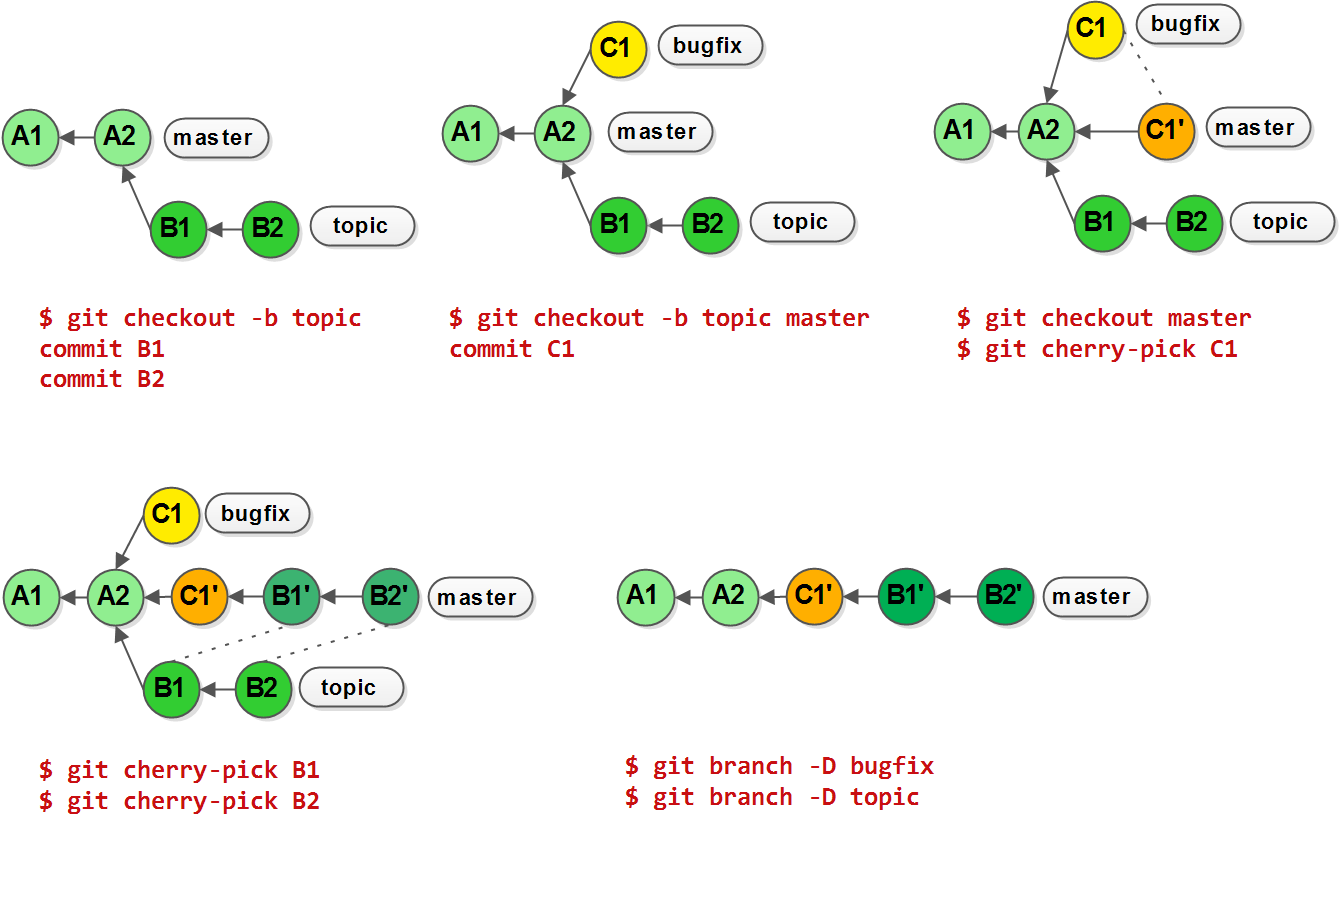 C1 bugfix
A1 A2 master
B1 B2 topic
$ git checkout -b topic
commit B1
commit B2
C1 bugfix
A1 A2 master
B1 B2 topic
$ git checkout -b topic master
commit C1
C1 bugfix
A1 A2 C1' master
B1 B2 topic
$ git checkout master
$ git cherry-pick C1
A1 A2 C1' B1' B2' master
B1 B2 topic
$ git cherry-pick B1
$ git cherry-pick B2
A1 A2 C1' B1' B2' master
$ git branch -D bugfix
$ git branch -D topic